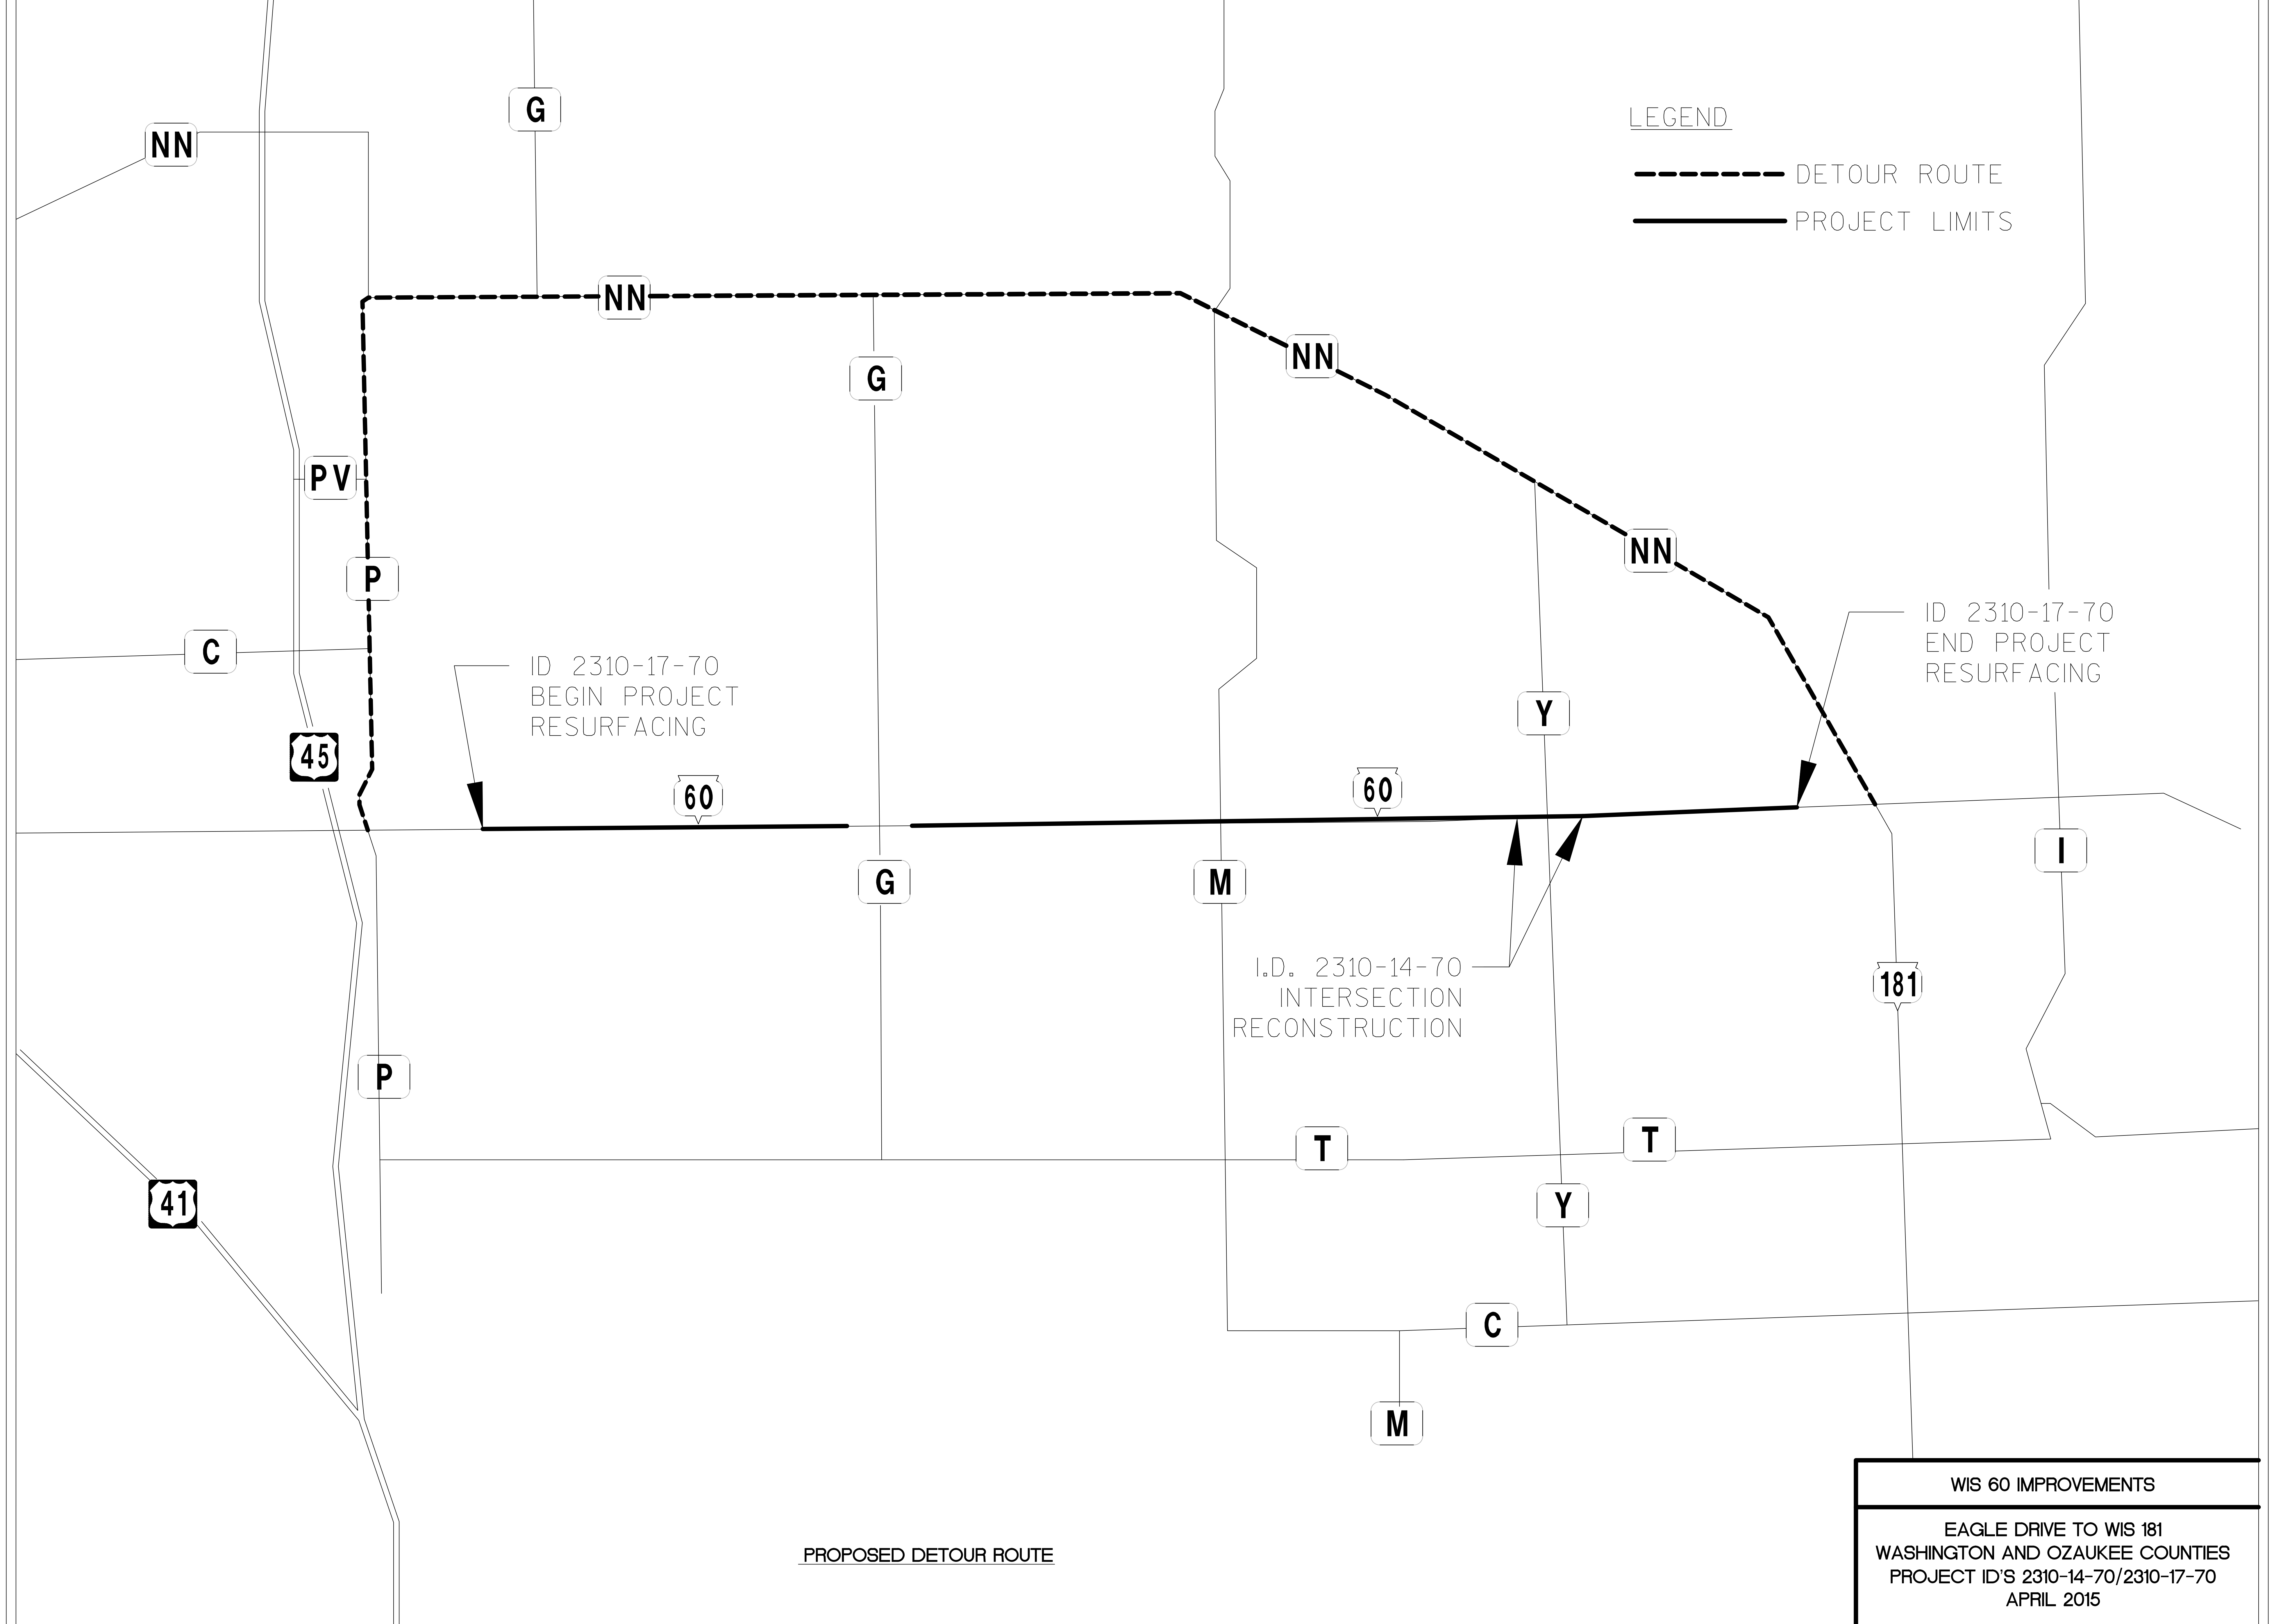 G
NN
LEGEND
DETOUR ROUTE
PROJECT LIMITS
NN
NN
G
PV
P
NN
C
ID 2310-17-70
BEGIN PROJECT
RESURFACING
ID 2310-17-70
END PROJECT
RESURFACING
Y
45
60
60
G
M
I
I.D. 2310-14-70
INTERSECTION
RECONSTRUCTION
181
P
T
T
41
Y
C
M
PROPOSED DETOUR ROUTE
WIS 60 IMPROVEMENTS
EAGLE DRIVE TO WIS 181
WASHINGTON AND OZAUKEE COUNTIES
PROJECT ID'S 2310-14-70/2310-17-70
APRIL 2015